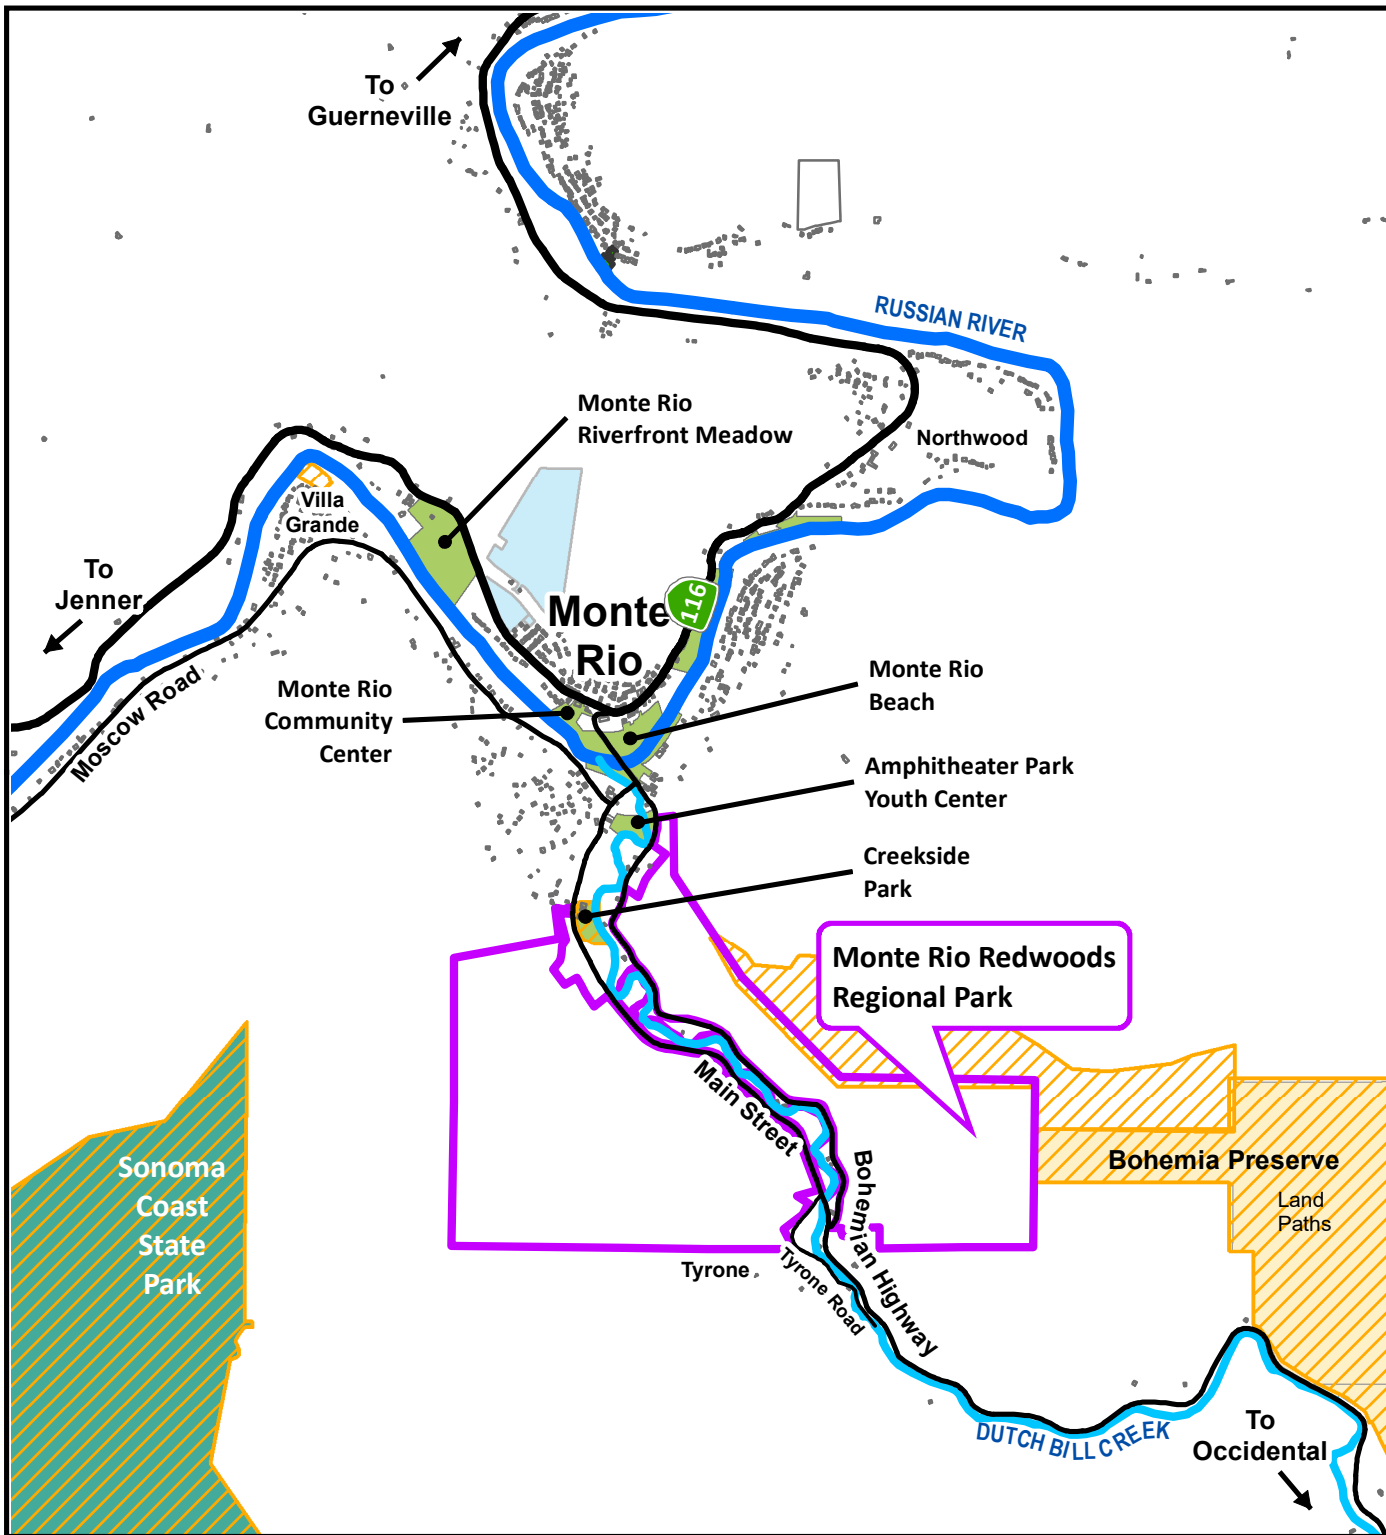 To
Guerneville
RUSSIAN RIVER
Monte Rio
Riverfront Meadow
Northwood
Villa
Grande
To
Jenner
Monte
Rio
116
Moscow Road
Monte Rio
Community
Center
Monte Rio
Beach
Amphitheater Park
Youth Center
Creekside
Park
Monte Rio Redwoods
Regional Park
Main Street
Bohemian Highway
Bohemia Preserve
Land
Paths
Sonoma
Coast
State
Park
Tyrone
Tyrone Road
DUTCH BILL CREEK
To
Occidental